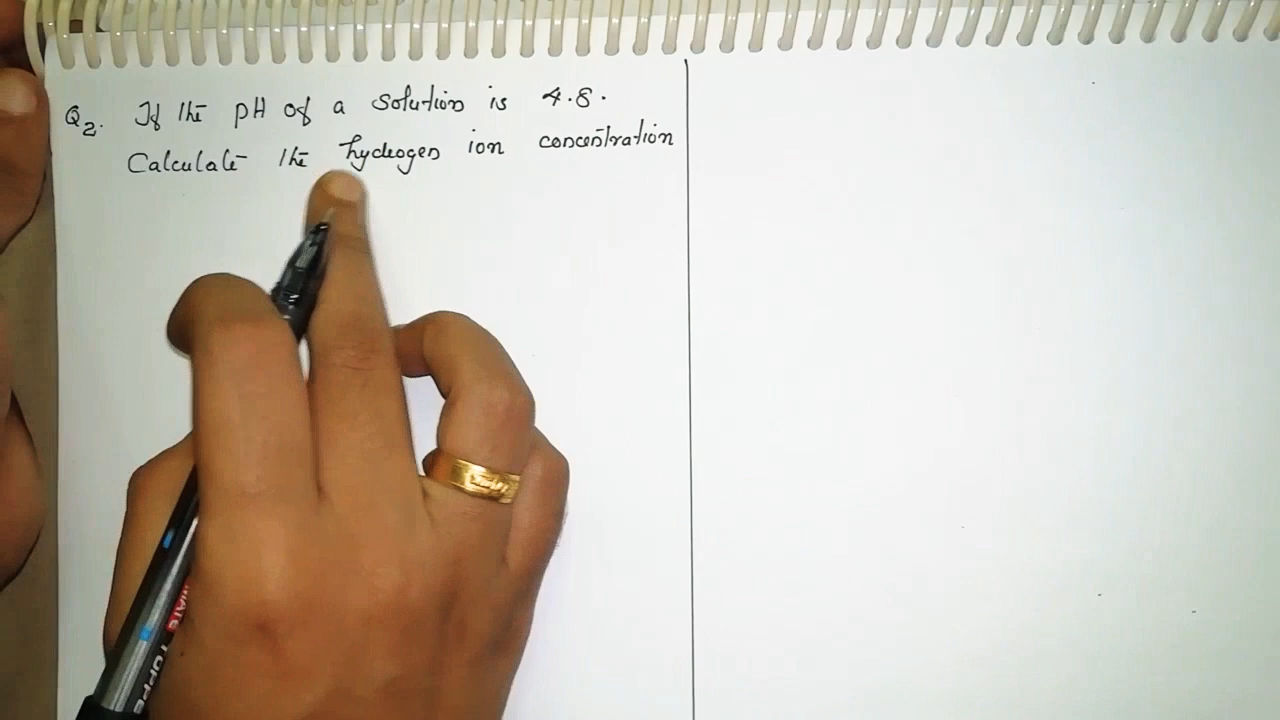 Q2. If the pH of a solution is 4.8.
Calculate the hydrogen ion concentration